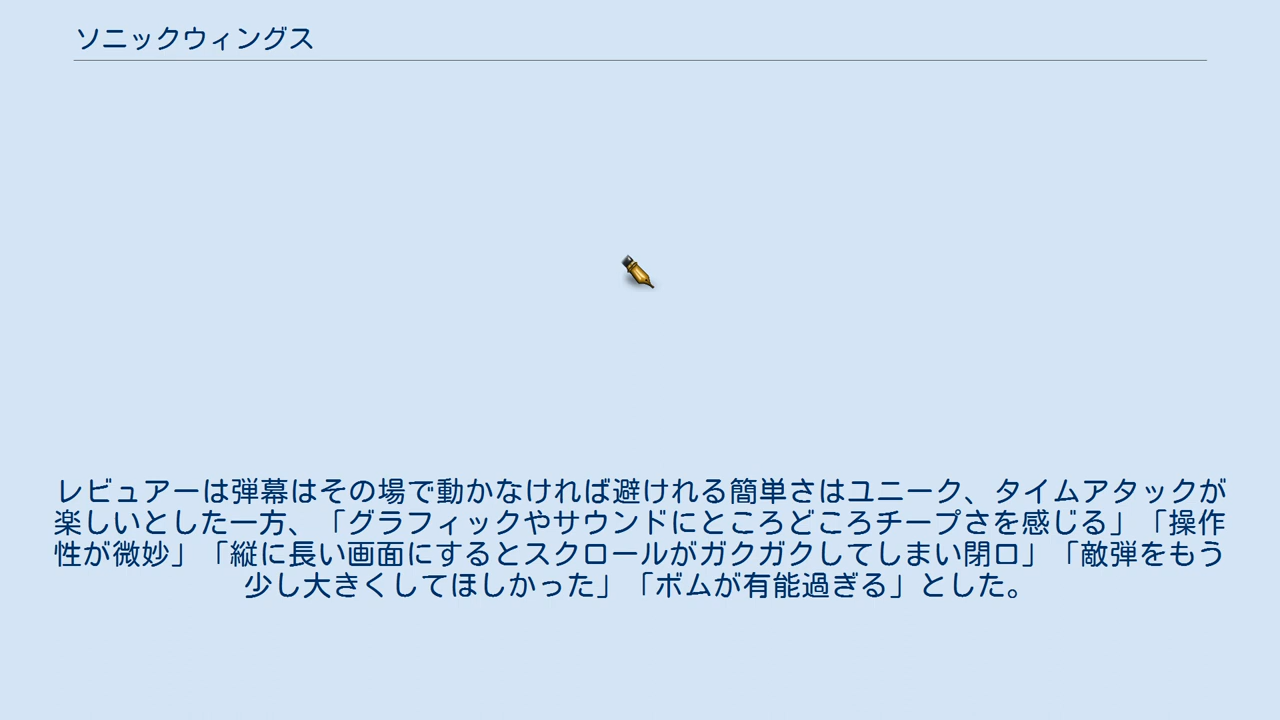 ソニックウィングス
レビュアーは弾幕はその場で動かなければ避けれる簡単さはユニーク、タイムアタックが
楽しいとした一方、「グラフィックやサウンドにところどころチープさを感じる」「操作
性が微妙」「縦に長い画面にするとスクロールがガクガクしてしまい閉口」「敵弾をもう
少し大きくしてほしかった」「ボムが有能過ぎる」とした。